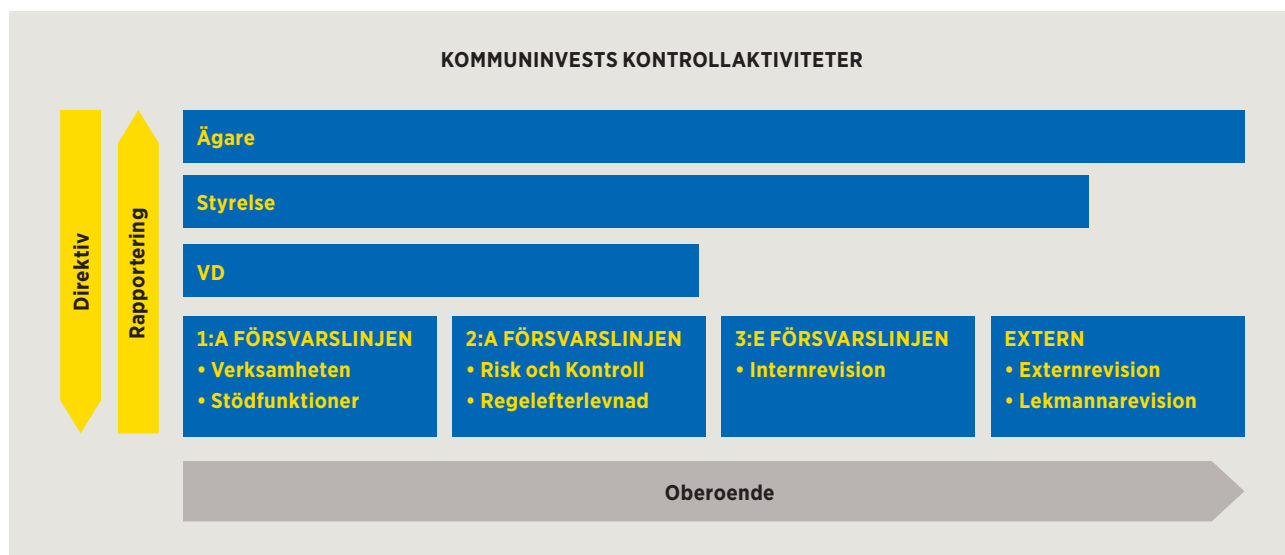 KOMMUNINVESTS KONTROLLAKTIVITETER
Direktiv
Rapportering
Ägare
Styrelse
VD
1:A FÖRSVARSLINJEN
• Verksamheten
• Stödfunktioner
2:A FÖRSVARSLINJEN
• Risk och Kontroll
• Regelefterlevnad
3:E FÖRSVARSLINJEN
• Internrevision
EXTERN
• Externrevision
• Lekmannarevision
Oberoende